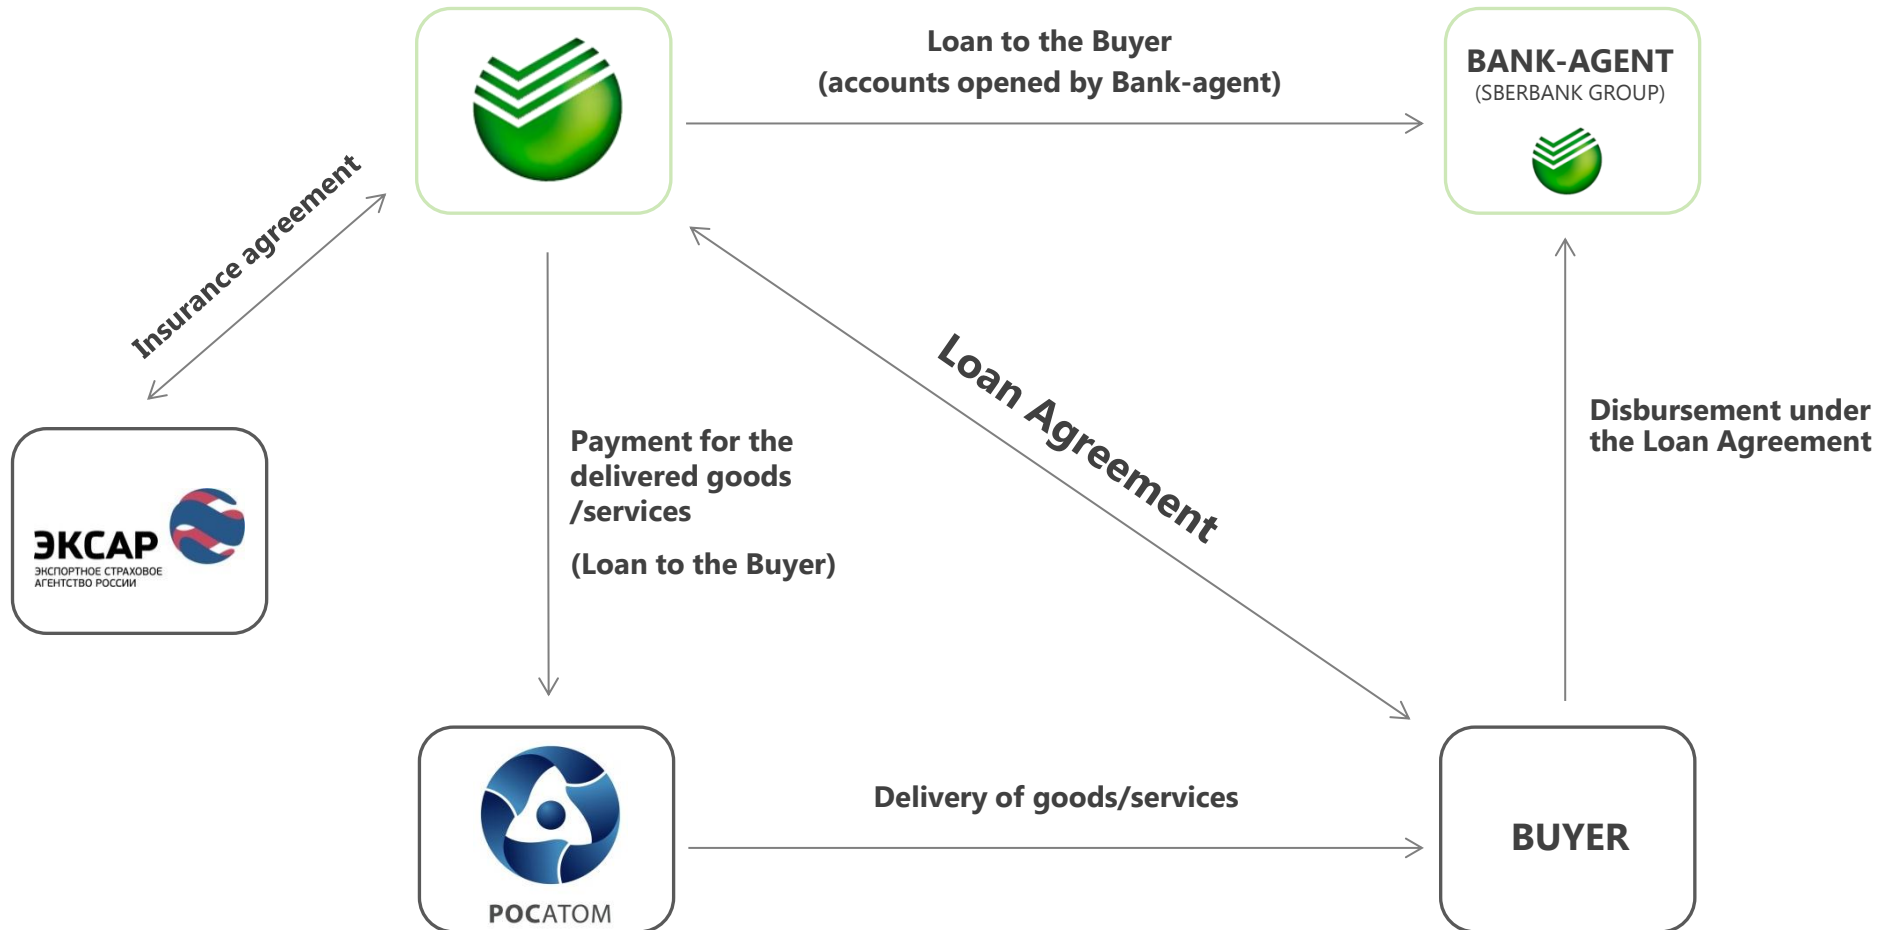 Loan to the Buyer
(accounts opened by Bank-agent)
BANK-AGENT
(SBERBANK GROUP)
Insurance agreement
Loan Agreement
Payment for the
delivered goods
/services
(Loan to the Buyer)
Disbursement under
the Loan Agreement
ЭКСАР
ЭКСПОРТНОЕ СТРАХОВОЕ
АГЕНТСТВО РОССИИ
Delivery of goods/services
BUYER
РОСАТОМ